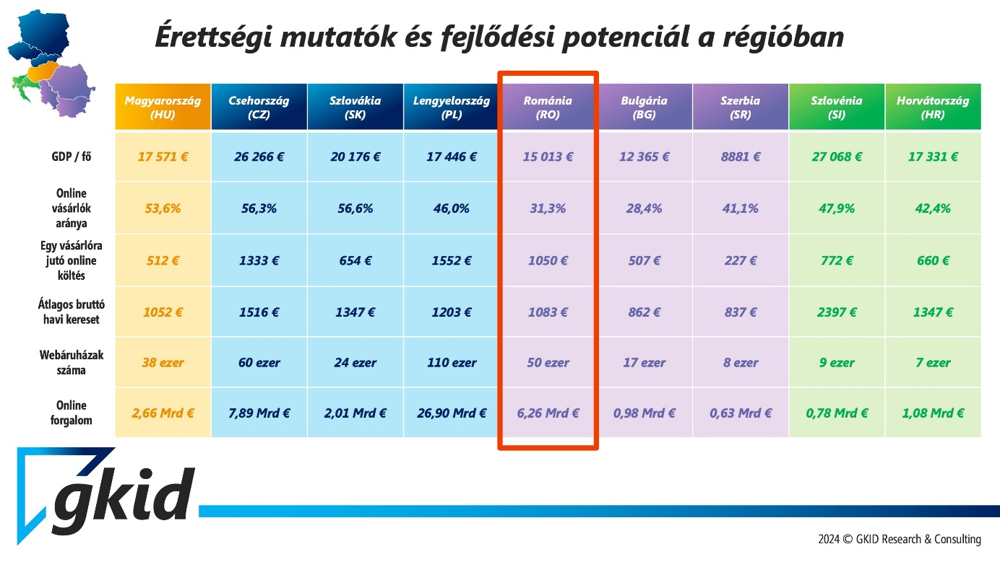 Érettségi mutatók és fejlődési potenciál a régióban
Magyarország (HU) Csehország (CZ) Szlovákia (SK) Lengyelország (PL) Románia (RO) Bulgária (BG) Szerbia (SR) Szlovénia (SI) Horvátország (HR)
GDP / fő 17 571 € 26 266 € 20 176 € 17 446 € 15 013 € 12 365 € 8881 € 27 068 € 17 331 €
Online vásárlók aránya 53,6% 56,3% 56,6% 46,0% 31,3% 28,4% 41,1% 47,9% 42,4%
Egy vásárlóra jutó online költés 512 € 1333 € 654 € 1552 € 1050 € 507 € 227 € 772 € 660 €
Átlagos bruttó havi kereset 1052 € 1516 € 1347 € 1203 € 1083 € 862 € 837 € 2397 € 1347 €
Webáruházak száma 38 ezer 60 ezer 24 ezer 110 ezer 50 ezer 17 ezer 8 ezer 9 ezer 7 ezer
Online forgalom 2,66 Mrd € 7,89 Mrd € 2,01 Mrd € 26,90 Mrd € 6,26 Mrd € 0,98 Mrd € 0,63 Mrd € 0,78 Mrd € 1,08 Mrd €
gkid
2024 © GKID Research & Consulting